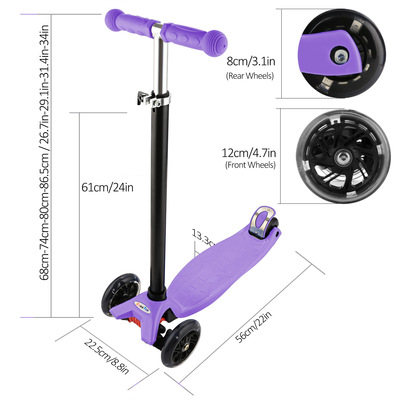 68cm-74cm-80cm-86.5cm / 26.7in-29.1in-31.4in-34in
61cm/24in
8cm/3.1in
(Rear Wheels)
12cm/4.7in
(Front Wheels)
13.3c
56cm/22in
22.5cm/8.8in